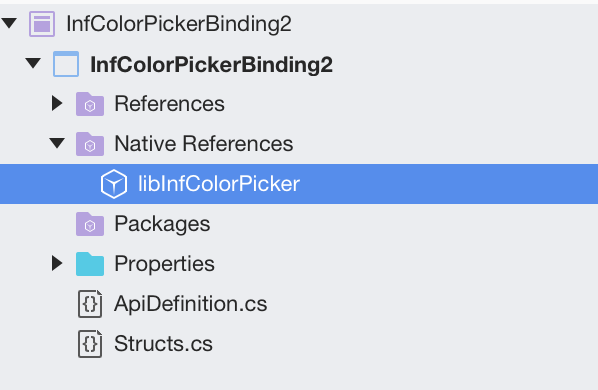 InfColorPickerBinding2
InfColorPickerBinding2
References
Native References
libInfColorPicker
Packages
Properties
ApiDefinition.cs
Structs.cs